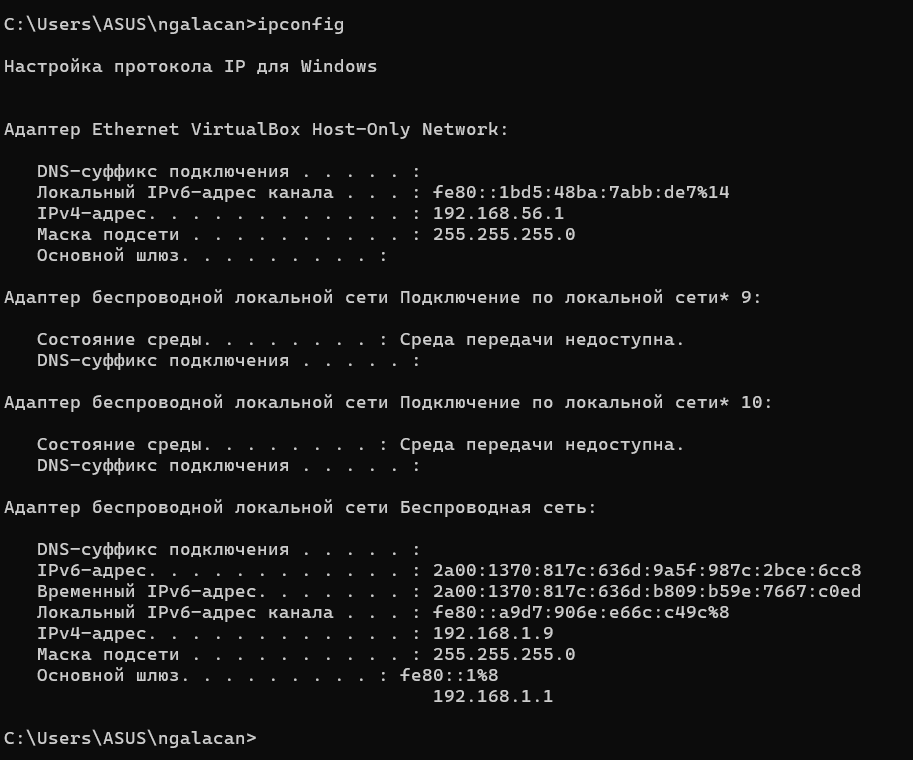 C:\Users\ASUS\ngalacan>ipconfig
Настройка протокола IP для Windows
Адаптер Ethernet VirtualBox Host-Only Network:
DNS-суффикс подключения . . . . . :
Локальный IPv6-адрес канала . . . : fe80::1bd5:48ba:7abb:de7%14
IPv4-адрес. . . . . . . . . . . . : 192.168.56.1
Маска подсети . . . . . . . . . . : 255.255.255.0
Основной шлюз. . . . . . . . . :
Адаптер беспроводной локальной сети Подключение по локальной сети* 9:
Состояние среды. . . . . . . . : Среда передачи недоступна.
DNS-суффикс подключения . . . . . :
Адаптер беспроводной локальной сети Подключение по локальной сети* 10:
Состояние среды. . . . . . . . : Среда передачи недоступна.
DNS-суффикс подключения . . . . . :
Адаптер беспроводной локальной сети Беспроводная сеть:
DNS-суффикс подключения . . . . . :
IPv6-адрес. . . . . . . . . . . . : 2a00:1370:817c:636d:9a5f:987c:2bce:6cc8
Временный IPv6-адрес. . . . . . . : 2a00:1370:817c:636d:b809:b59e:7667:c0ed
Локальный IPv6-адрес канала . . . : fe80::a9d7:906e:e66c:c49c%8
IPv4-адрес. . . . . . . . . . . . : 192.168.1.9
Маска подсети . . . . . . . . . . : 255.255.255.0
Основной шлюз. . . . . . . . . : fe80::1%8
192.168.1.1
C:\Users\ASUS\ngalacan>